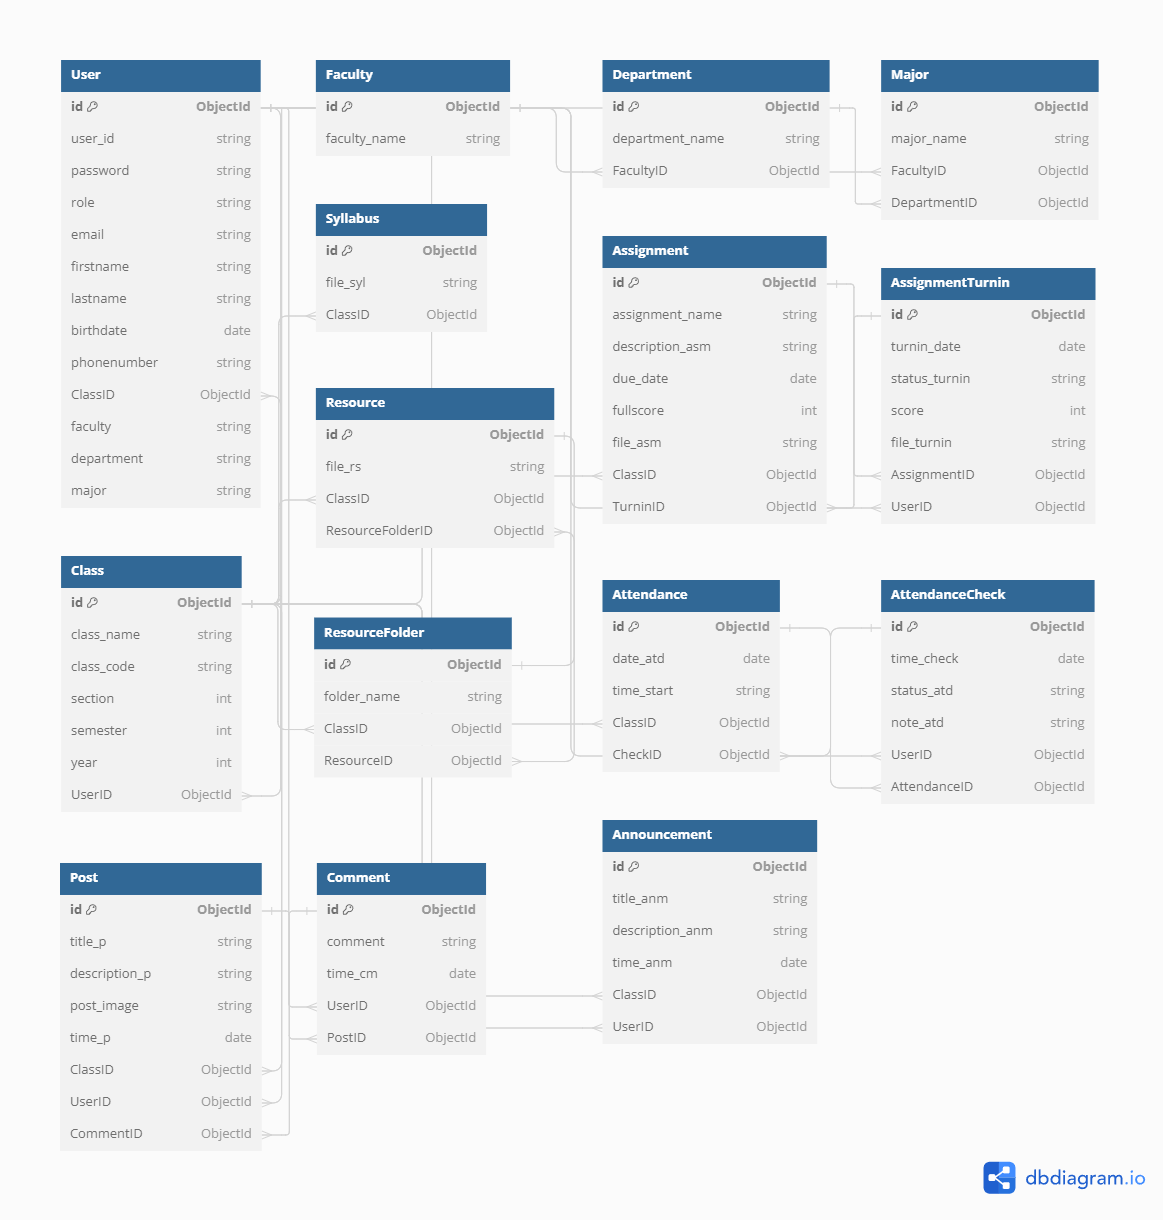 User
id ObjectId
user_id string
password string
role string
email string
firstname string
lastname string
birthdate date
phonenumber string
ClassID ObjectId
faculty string
department string
major string
Faculty
id ObjectId
faculty_name string
Department
id ObjectId
department_name string
FacultyID ObjectId
Major
id ObjectId
major_name string
FacultyID ObjectId
DepartmentID ObjectId
Syllabus
id ObjectId
file_syl string
ClassID ObjectId
Assignment
id ObjectId
assignment_name string
description_asm string
due_date date
fullscore int
file_asm string
ClassID ObjectId
TurninID ObjectId
AssignmentTurnin
id ObjectId
turnin_date date
status_turnin string
score int
file_turnin string
AssignmentID ObjectId
UserID ObjectId
Resource
id ObjectId
file_rs string
ClassID ObjectId
ResourceFolderID ObjectId
Class
id ObjectId
class_name string
class_code string
section int
semester int
year int
UserID ObjectId
ResourceFolder
id ObjectId
folder_name string
ClassID ObjectId
ResourceID ObjectId
Attendance
id ObjectId
date_atd date
time_start string
ClassID ObjectId
CheckID ObjectId
AttendanceCheck
id ObjectId
time_check date
status_atd string
note_atd string
UserID ObjectId
AttendanceID ObjectId
Post
id ObjectId
title_p string
description_p string
post_image string
time_p date
ClassID ObjectId
UserID ObjectId
CommentID ObjectId
Comment
id ObjectId
comment string
time_cm date
UserID ObjectId
PostID ObjectId
Announcement
id ObjectId
title_anm string
description_anm string
time_anm date
ClassID ObjectId
UserID ObjectId
dbdiagram.io